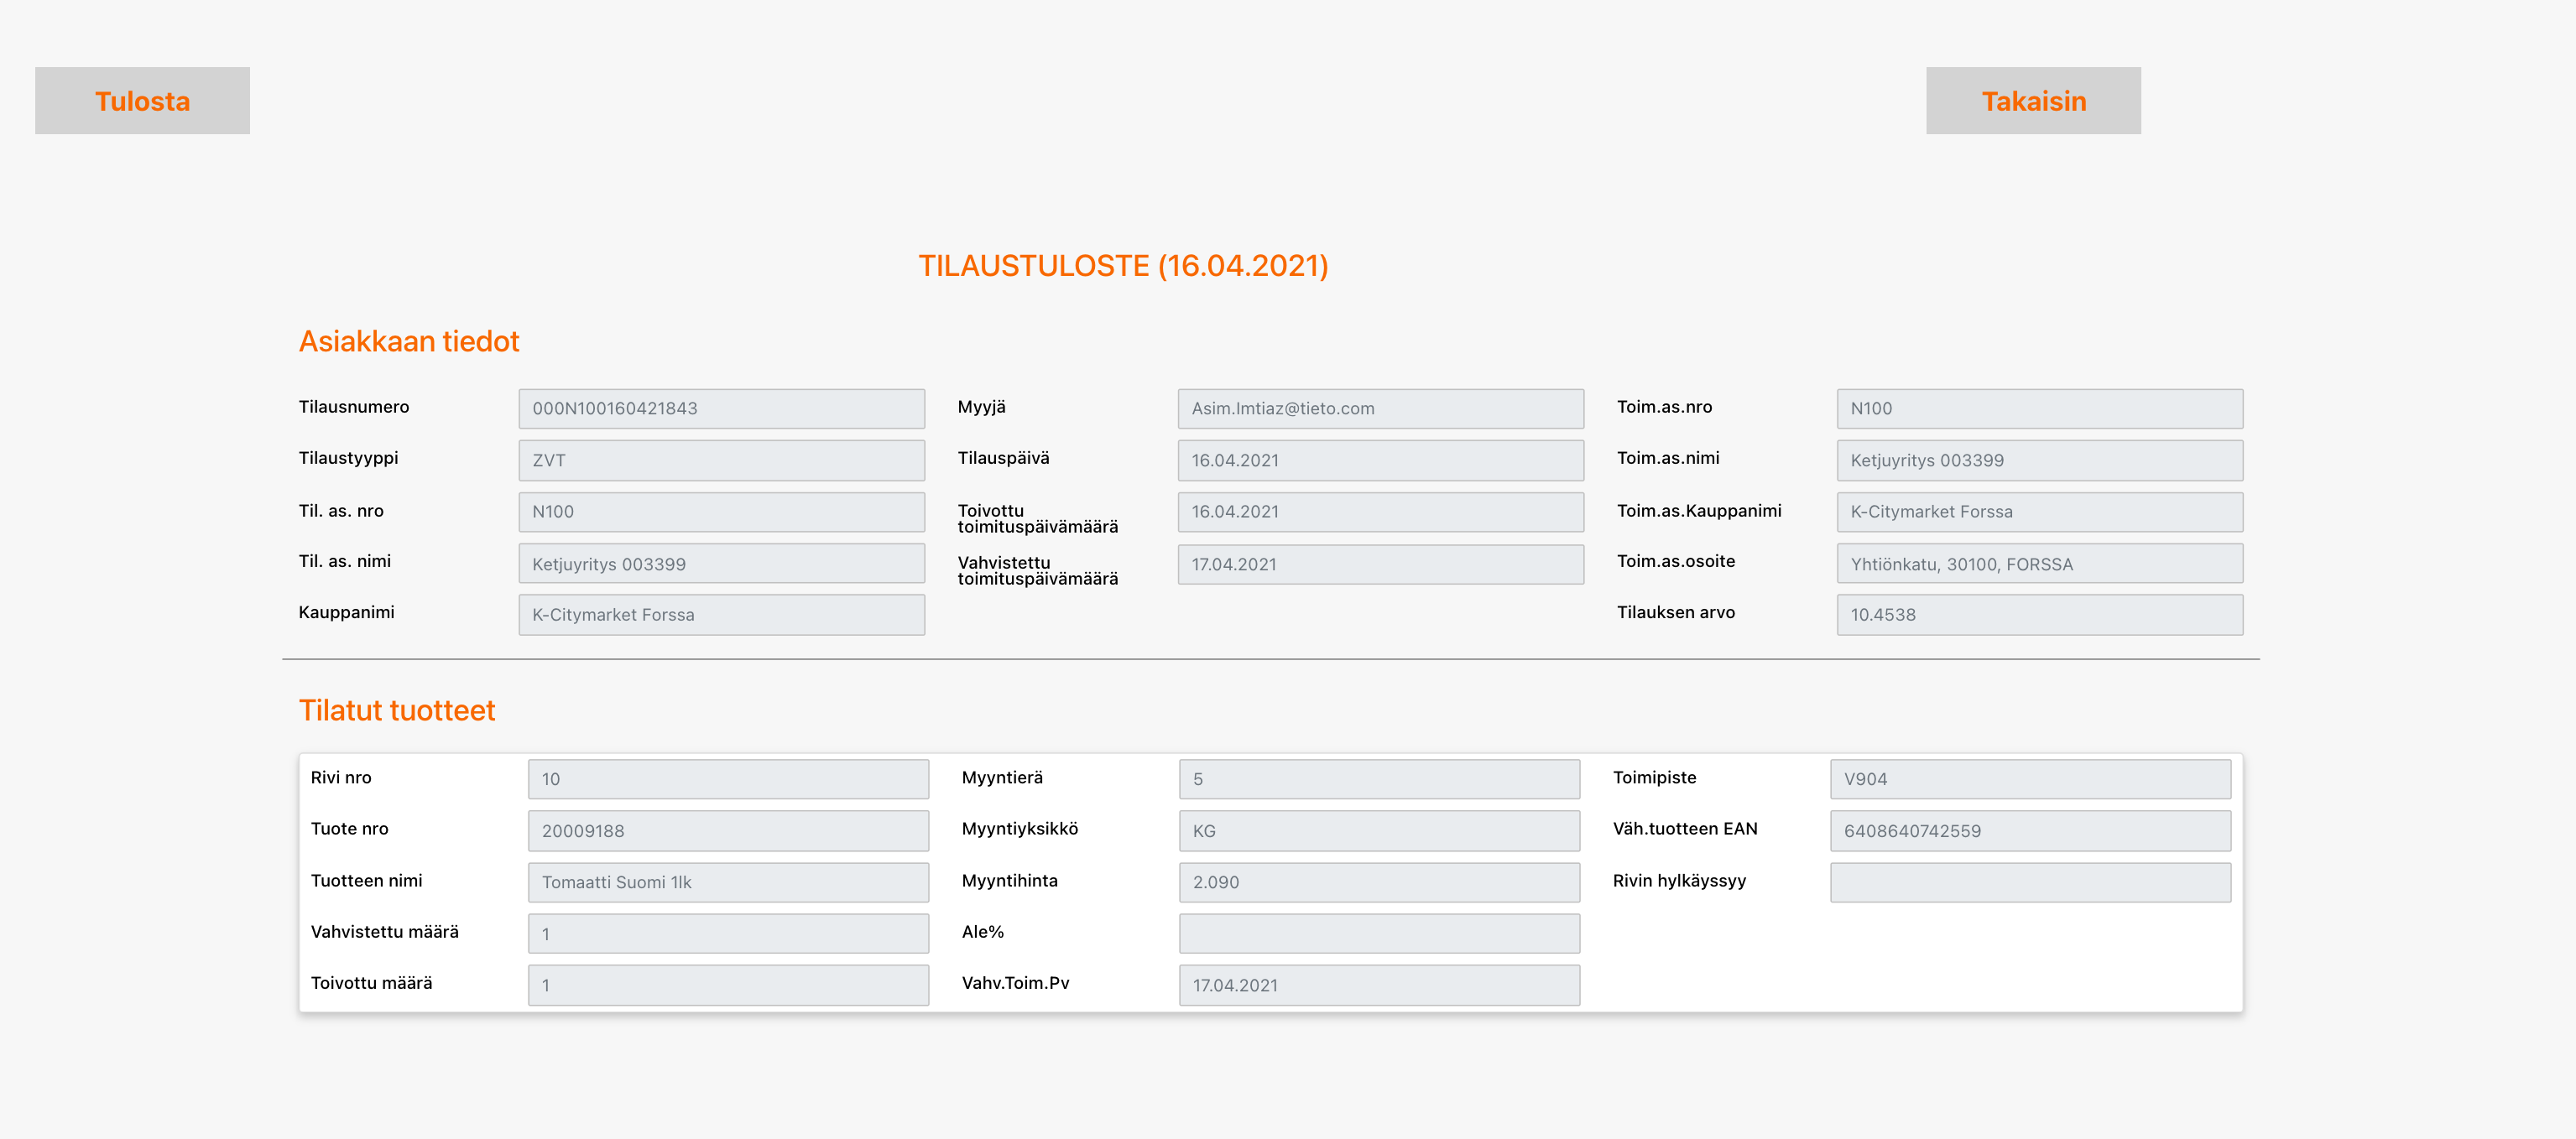 Tulosta
Takaisin
TILAUSTULOSTE (16.04.2021)
Asiakkaan tiedot
Tilausnumero 000N100160421843 Myyjä Asim.Imtiaz@tieto.com Toim.as.nro N100
Tilaustyyppi ZVT Tilauspäivä 16.04.2021 Toim.as.nimi Ketjuyritys 003399
Til. as. nro N100 Toivottu toimituspäivämäärä 16.04.2021 Toim.as.Kauppanimi K-Citymarket Forssa
Til. as. nimi Ketjuyritys 003399 Vahvistettu toimituspäivämäärä 17.04.2021 Toim.as.osoite Yhtiönkatu, 30100, FORSSA
Kauppanimi K-Citymarket Forssa Tilauksen arvo 10.4538
Tilatut tuotteet
Rivi nro 10 Myyntierä 5 Toimipiste V904
Tuote nro 20009188 Myyntiyksikkö KG Väh.tuotteen EAN 6408640742559
Tuotteen nimi Tomaatti Suomi 1lk Myyntihinta 2.090 Rivin hylkäyssyy
Vahvistettu määrä 1 Ale%
Toivottu määrä 1 Vahv.Toim.Pv 17.04.2021